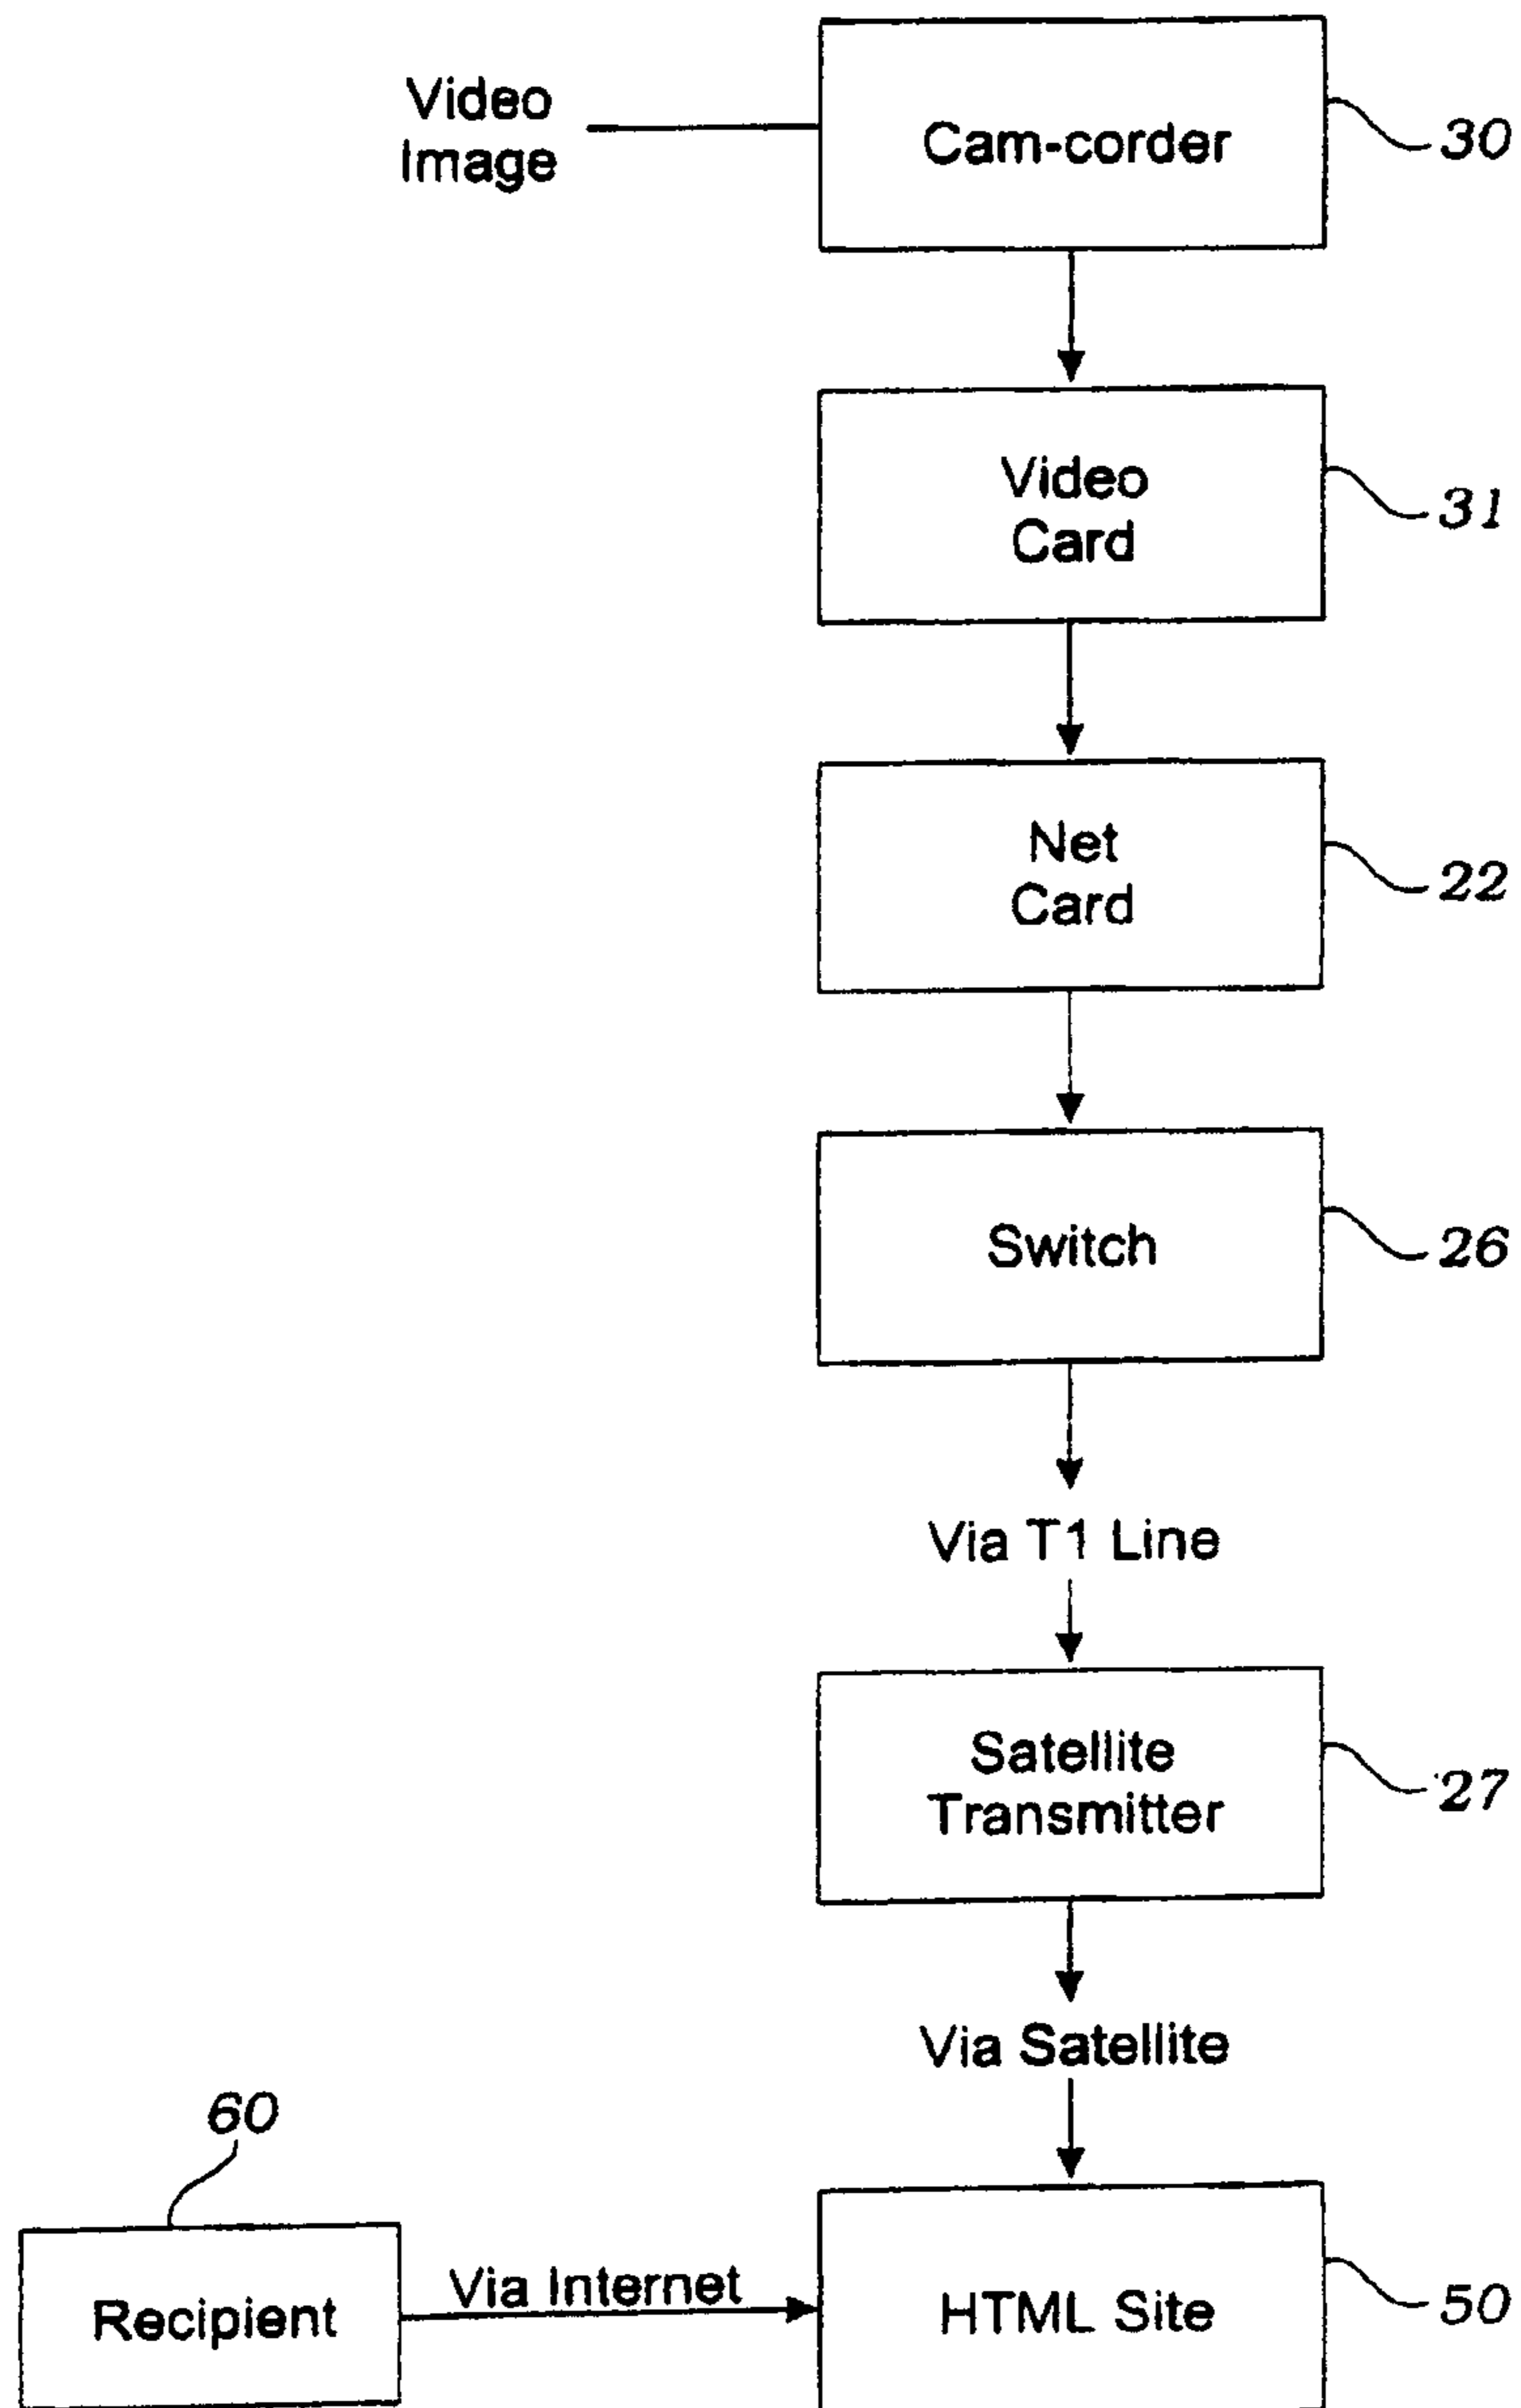 Video
Image
Cam-corder
30
Video
Card
31
Net
Card
22
Switch
26
Via T1 Line
Satellite
Transmitter
27
Via Satellite
60
Recipient
Via Internet
HTML Site
50